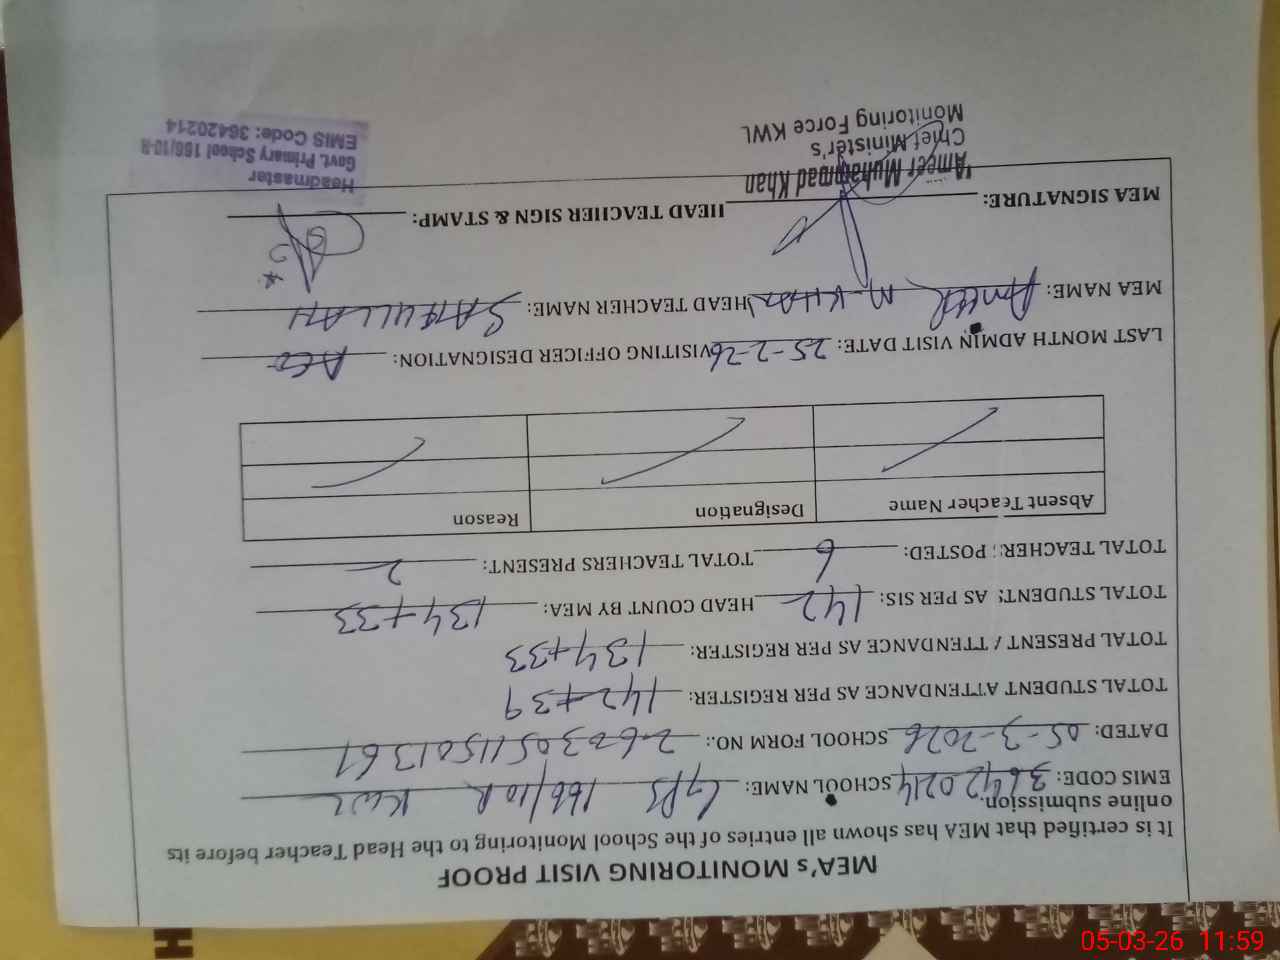 MEA's MONITORING VISIT PROOF
It is certified that MEA has shown all entries of the School Monitoring to the Head Teacher before its
online submission.
EMIS CODE: 36420214 SCHOOL NAME: GPS 166/10R KWL
DATED: 05-3-2026 SCHOOL FORM NO.: 26030511501361
TOTAL STUDENT ATTENDANCE AS PER REGISTER: 142+39
TOTAL PRESENT ATTENDANCE AS PER REGISTER: 134+33
TOTAL STUDENTS AS PER SIS: 142 HEAD COUNT BY MEA: 134+33
TOTAL TEACHERS POSTED: 6 TOTAL TEACHERS PRESENT: 2
Absent Teacher Name Designation Reason
LAST MONTH ADMIN VISIT DATE: 25-2-26 VISITING OFFICER DESIGNATION: AEO
MEA NAME: AMEER M. KHAN HEAD TEACHER NAME: SAIFULLAH
MEA SIGNATURE: HEAD TEACHER SIGN & STAMP:
Ameer Muhammad Khan
Chief Minister's
Monitoring Force KWL
Headmaster
Govt. Primary School 166/10-R
EMIS Code: 36420214
H
05-03-26 11:59